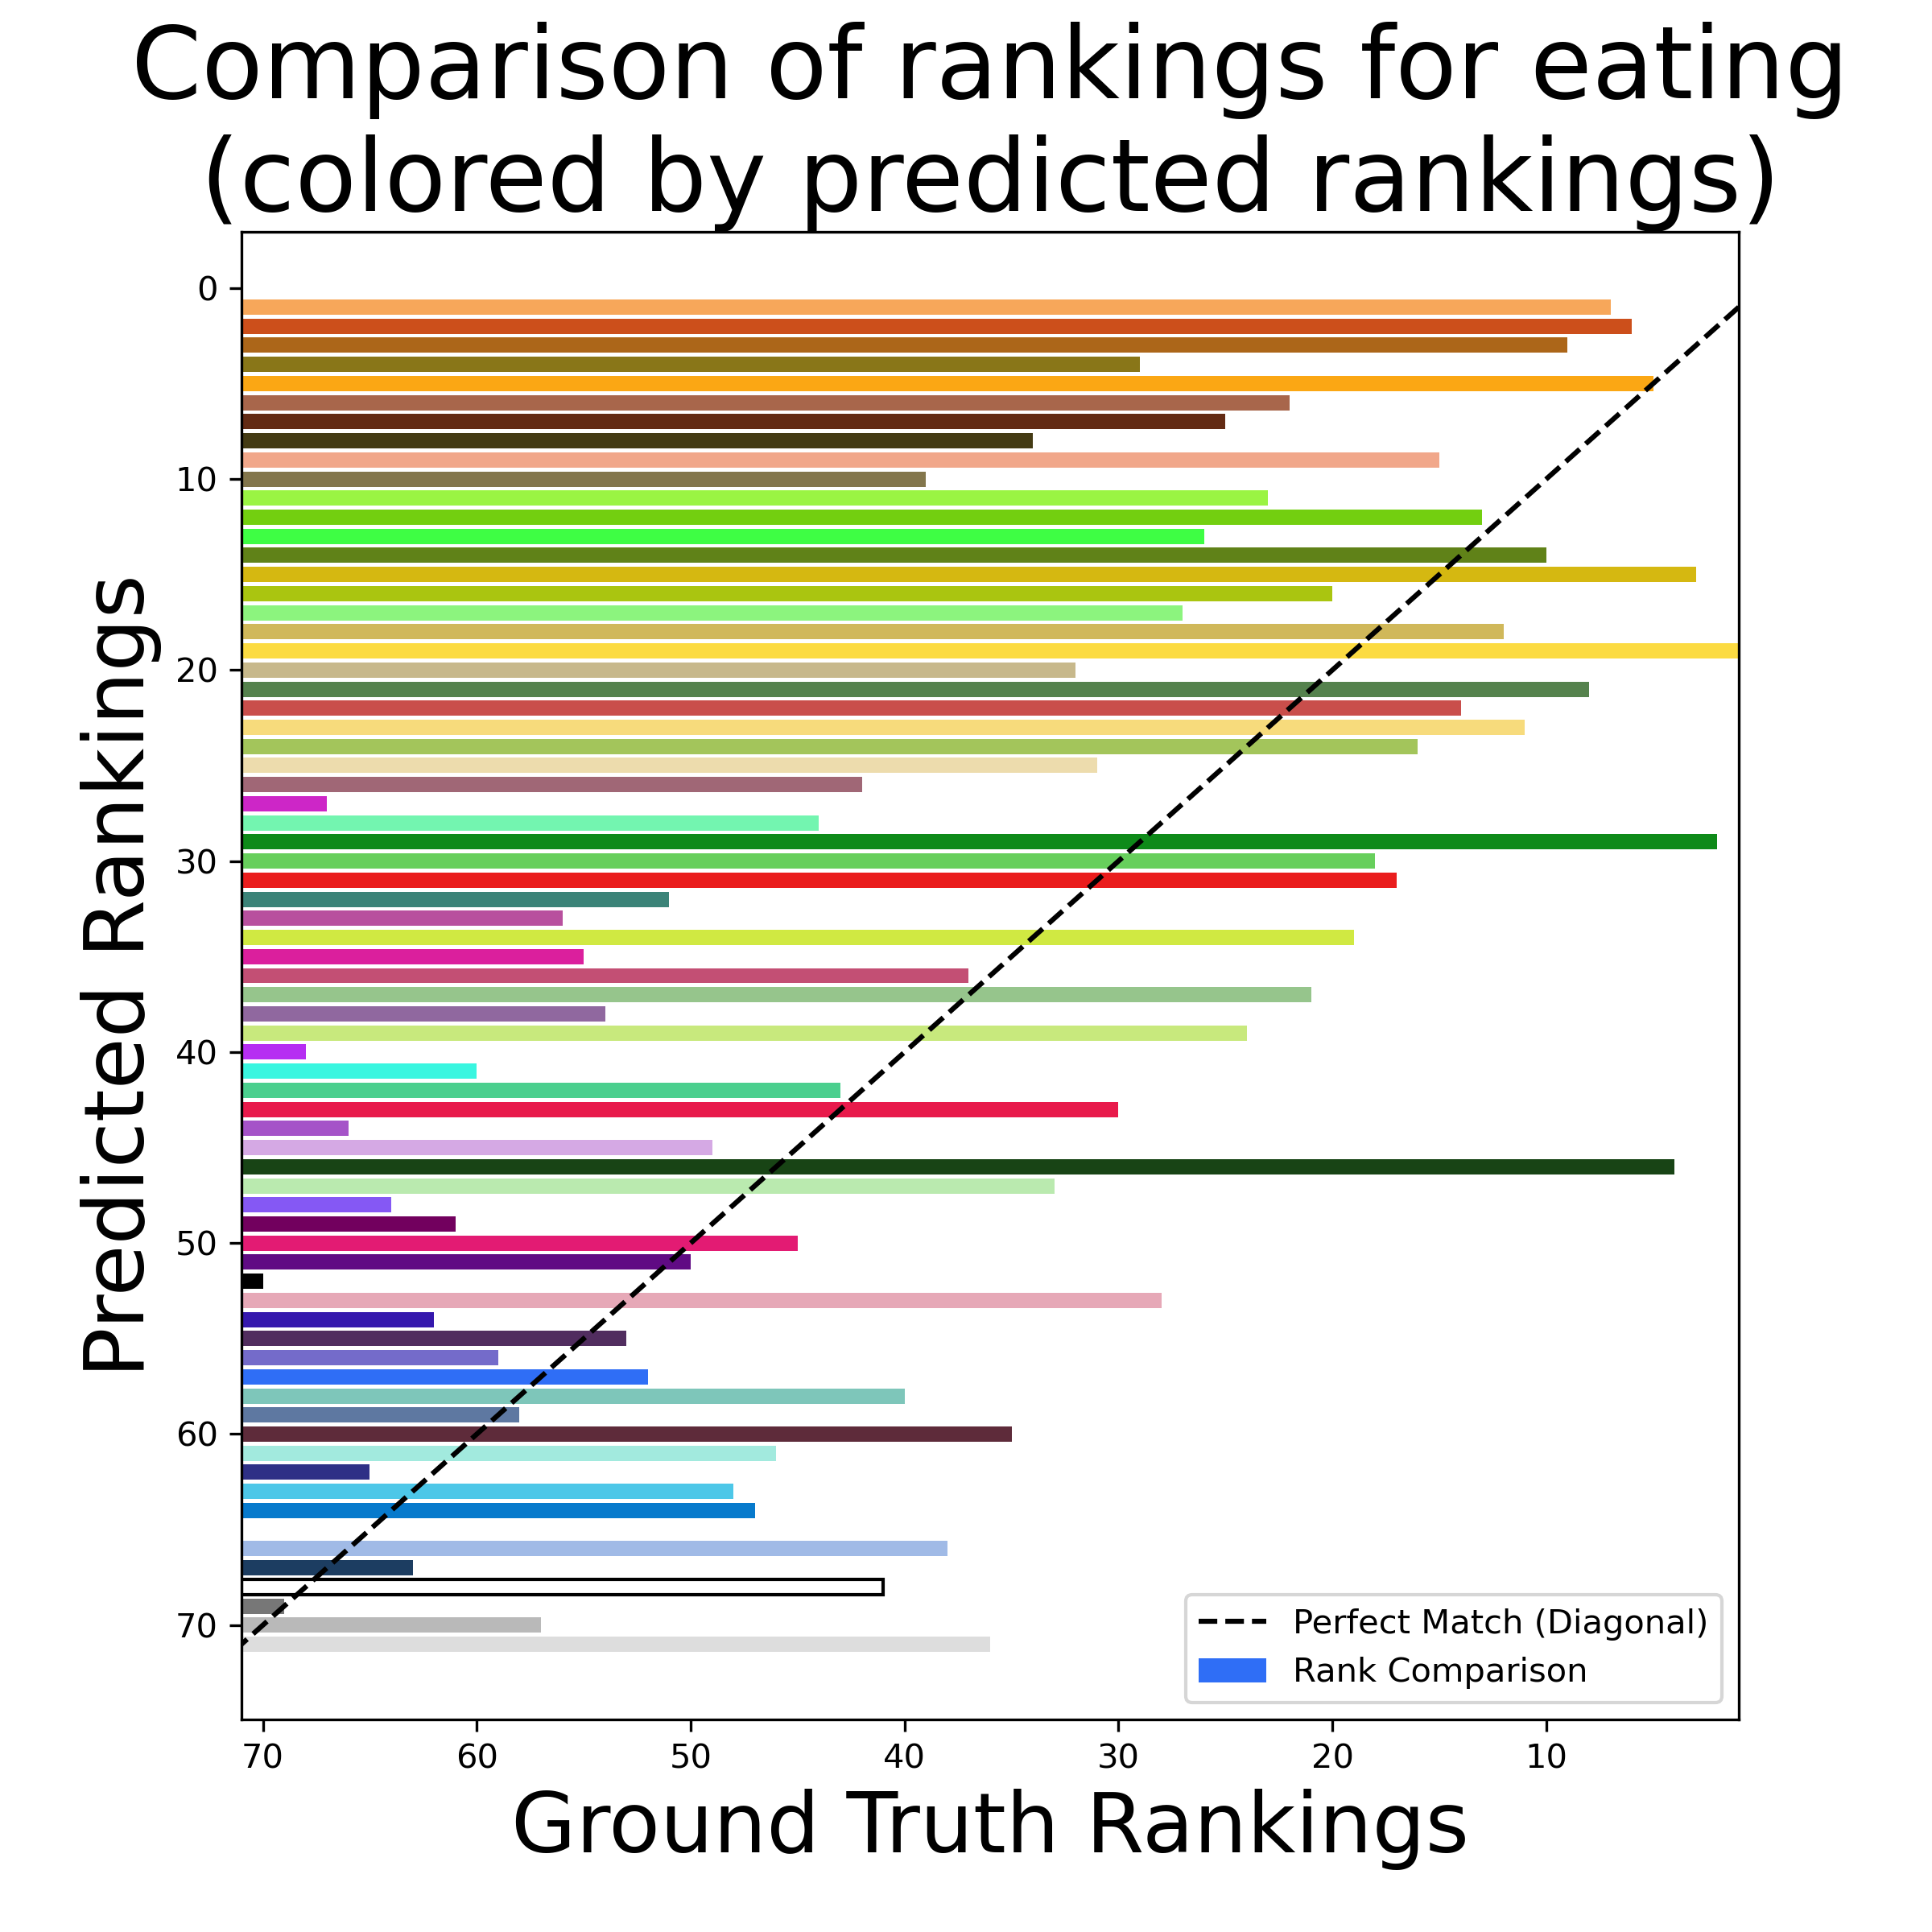 Comparison of rankings for eating
(colored by predicted rankings)
Predicted Rankings
0
10
20
30
40
50
60
70
Perfect Match (Diagonal)
Rank Comparison
70 60 50 40 30 20 10
Ground Truth Rankings